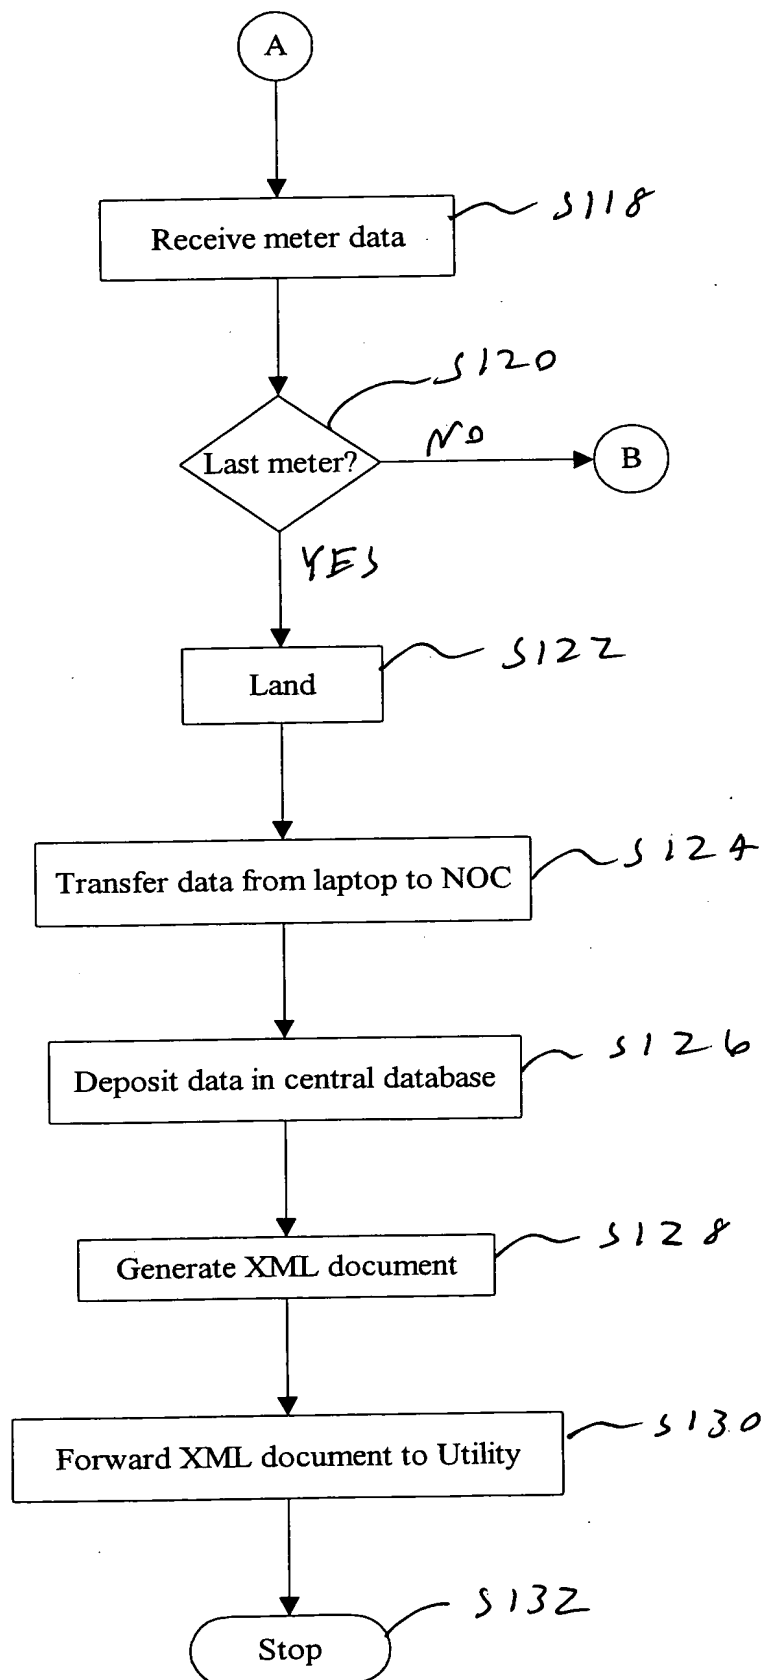 A
S118
Receive meter data
S120
Last meter?
NO
B
YES
S122
Land
S124
Transfer data from laptop to NOC
S126
Deposit data in central database
S128
Generate XML document
S130
Forward XML document to Utility
S132
Stop